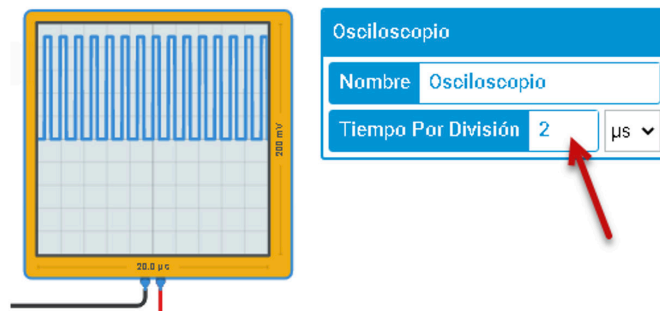 Osciloscopio
Nombre Osciloscopio
Tiempo Por División 2 µs
200 mV
20.0 µs